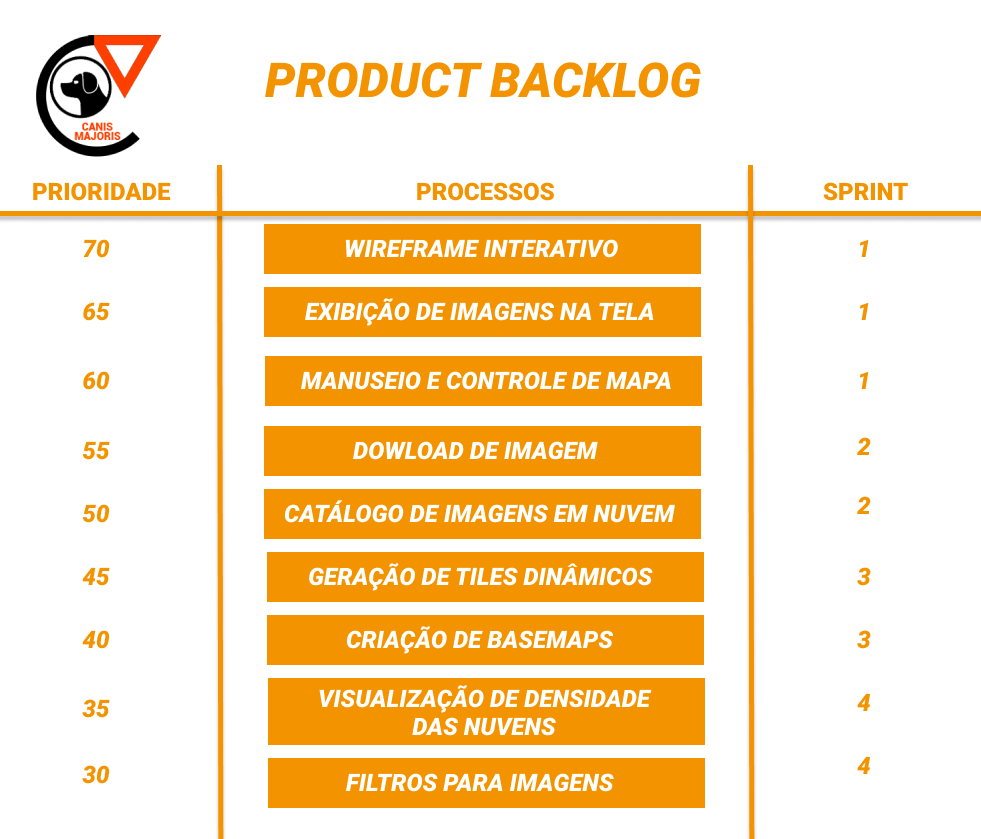 CANIS
MAJORIS
PRODUCT BACKLOG
PRIORIDADE PROCESSOS SPRINT
70 WIREFRAME INTERATIVO 1
65 EXIBIÇÃO DE IMAGENS NA TELA 1
60 MANUSEIO E CONTROLE DE MAPA 1
55 DOWLOAD DE IMAGEM 2
50 CATÁLOGO DE IMAGENS EM NUVEM 2
45 GERAÇÃO DE TILES DINÂMICOS 3
40 CRIAÇÃO DE BASEMAPS 3
35 VISUALIZAÇÃO DE DENSIDADE 4
DAS NUVENS
30 FILTROS PARA IMAGENS 4